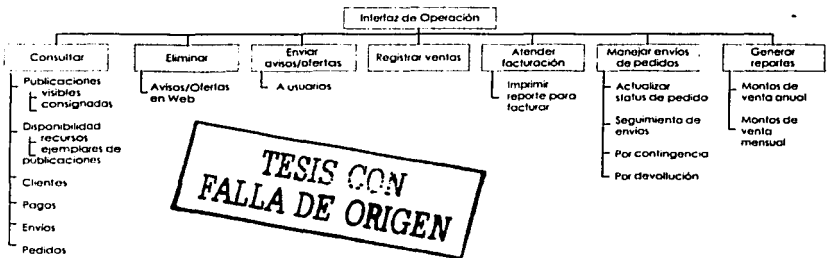 Interfaz de Operación
Consultar
Publicaciones
visibles
consignadas
Disponibilidad
recursos
ejemplares de
publicaciones
Clientes
Pagos
Envíos
Pedidos
Eliminar
Avisos/Ofertas
en Web
Enviar
avisos/ofertas
A usuarios
Registrar ventas
Atender
facturación
Imprimir
reporte para
facturar
Manejar envíos
de pedidos
Actualizar
status de pedido
Seguimiento de
envíos
Por contingencia
Por devolución
Generar
reportes
Montos de
venta anual
Montos de
venta
mensual
TESIS CON
FALLA DE ORIGEN